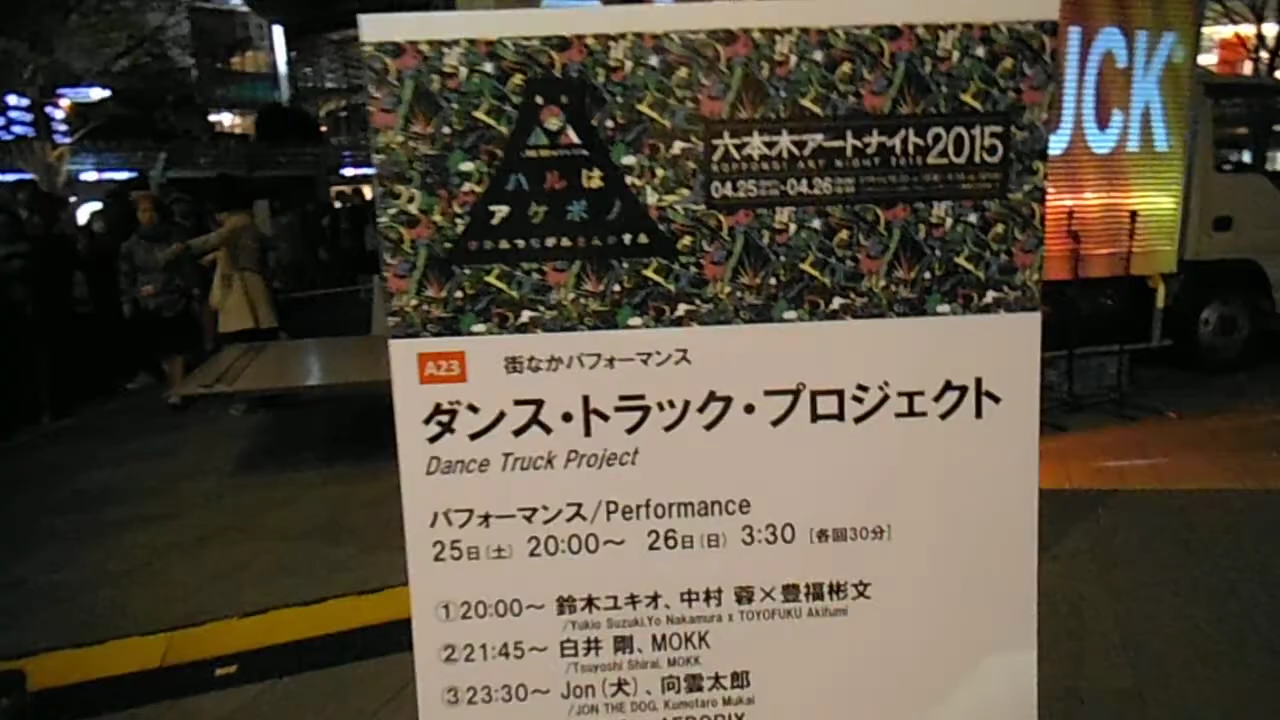 UCK
ハルは
アケボノ
六本木アートナイト2015
ROPPONGI ART NIGHT 2015
04.25 04.26
A23 街なかパフォーマンス
ダンス・トラック・プロジェクト
Dance Truck Project
パフォーマンス/Performance
25日(土) 20:00〜 26日(日) 3:30 [各回30分]
①20:00〜 鈴木ユキオ、中村 蓉×豊福彬文
/Yukio Suzuki,Yo Nakamura x TOYOFUKU Akifumi
②21:45〜 白井 剛、MOKK
/Tsuyoshi Shirai, MOKK
③23:30〜 Jon(犬)、向雲太郎
/JON THE DOG, Kumotaro Mukai